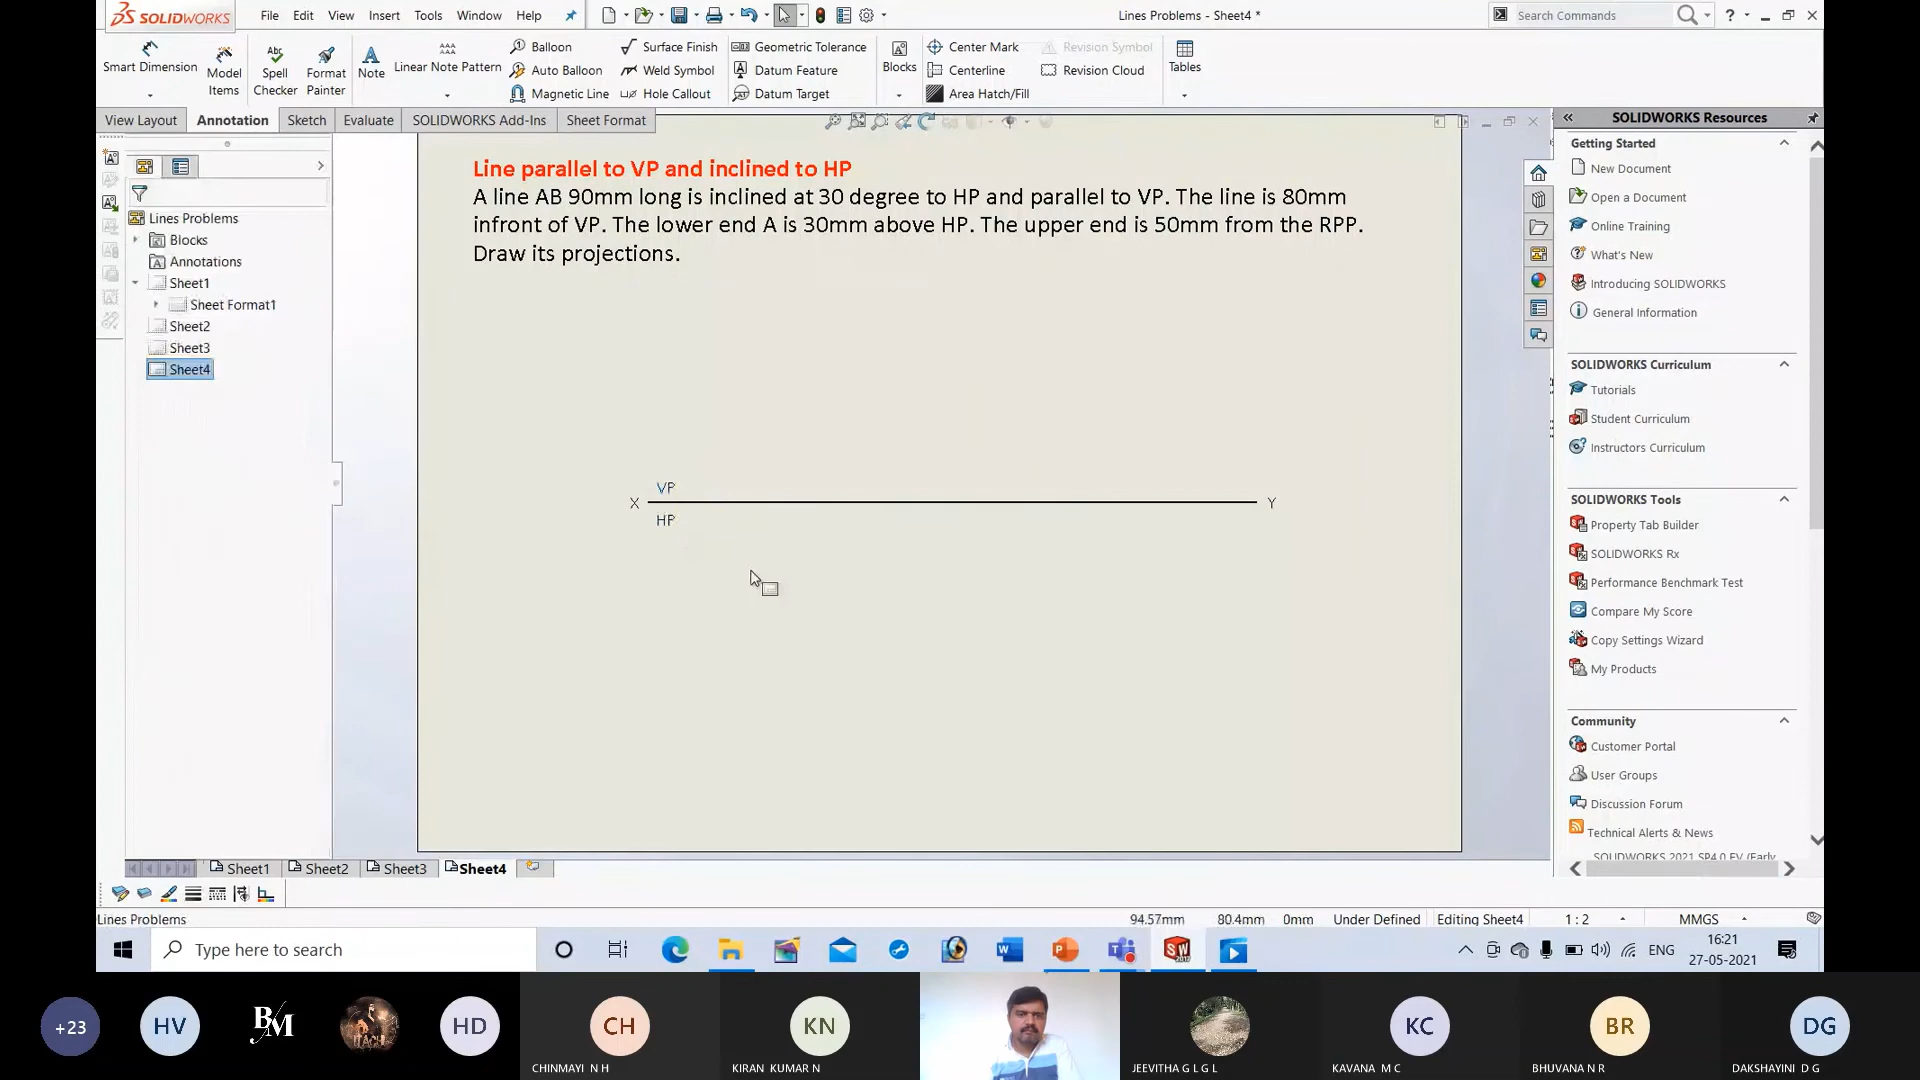 SOLIDWORKS File Edit View Insert Tools Window Help Lines Problems - Sheet4 * Search Commands ?
Smart Dimension Model Items Spell Checker Format Painter Note Linear Note Pattern Balloon Surface Finish Geometric Tolerance Blocks Center Mark Revision Symbol Tables
Auto Balloon Weld Symbol Datum Feature Centerline Revision Cloud
Magnetic Line Hole Callout Datum Target Area Hatch/Fill
View Layout Annotation Sketch Evaluate SOLIDWORKS Add-Ins Sheet Format
Lines Problems
Blocks
Annotations
Sheet1
Sheet Format1
Sheet2
Sheet3
Sheet4
Line parallel to VP and inclined to HP
A line AB 90mm long is inclined at 30 degree to HP and parallel to VP. The line is 80mm
infront of VP. The lower end A is 30mm above HP. The upper end is 50mm from the RPP.
Draw its projections.
VP
X Y
HP
SOLIDWORKS Resources
Getting Started
New Document
Open a Document
Online Training
What's New
Introducing SOLIDWORKS
General Information
SOLIDWORKS Curriculum
Tutorials
Student Curriculum
Instructors Curriculum
SOLIDWORKS Tools
Property Tab Builder
SOLIDWORKS Rx
Performance Benchmark Test
Compare My Score
Copy Settings Wizard
My Products
Community
Customer Portal
User Groups
Discussion Forum
Technical Alerts & News
SOLIDWORKS 2021 SP4.0 EV (Early
Sheet1 Sheet2 Sheet3 Sheet4
Lines Problems 94.57mm 80.4mm 0mm Under Defined Editing Sheet4 1 : 2 MMGS
Type here to search ENG 16:21
27-05-2021
+23 HV BM HD CH KN KC BR DG
CHINMAYI N H KIRAN KUMAR N JEEVITHA G L G L KAVANA M C BHUVANA N R DAKSHAYINI D G